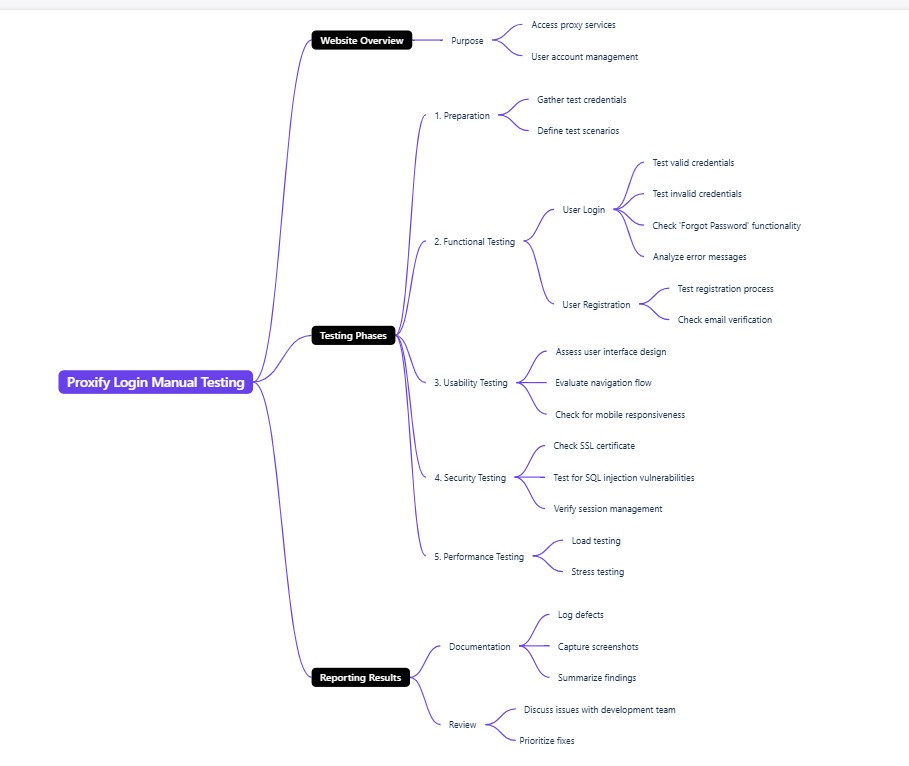 Website Overview
Purpose
Access proxy services
User account management
Proxify Login Manual Testing
Testing Phases
1. Preparation
Gather test credentials
Define test scenarios
2. Functional Testing
User Login
Test valid credentials
Test invalid credentials
Check 'Forgot Password' functionality
Analyze error messages
User Registration
Test registration process
Check email verification
3. Usability Testing
Assess user interface design
Evaluate navigation flow
Check for mobile responsiveness
4. Security Testing
Check SSL certificate
Test for SQL injection vulnerabilities
Verify session management
5. Performance Testing
Load testing
Stress testing
Reporting Results
Documentation
Log defects
Capture screenshots
Summarize findings
Review
Discuss issues with development team
Prioritize fixes